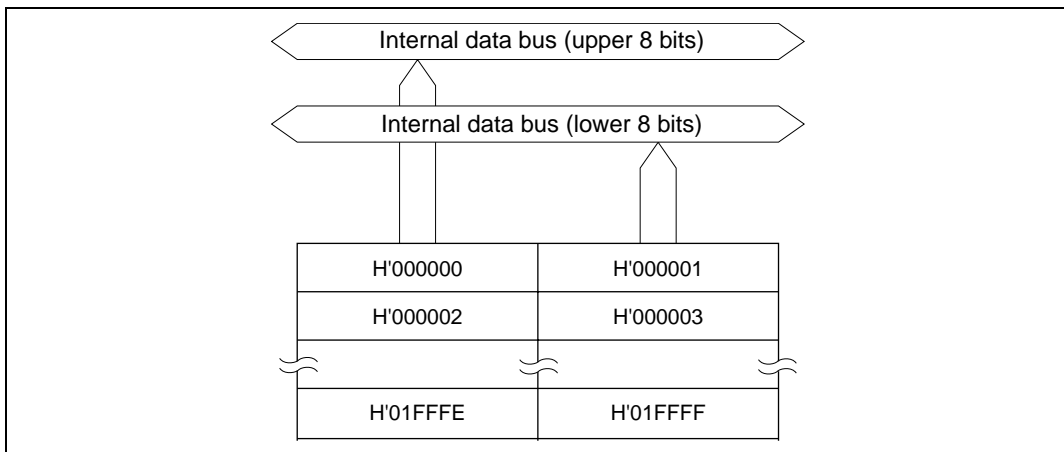 Internal data bus (upper 8 bits)
Internal data bus (lower 8 bits)
H'000000 H'000001
H'000002 H'000003
H'01FFFE H'01FFFF